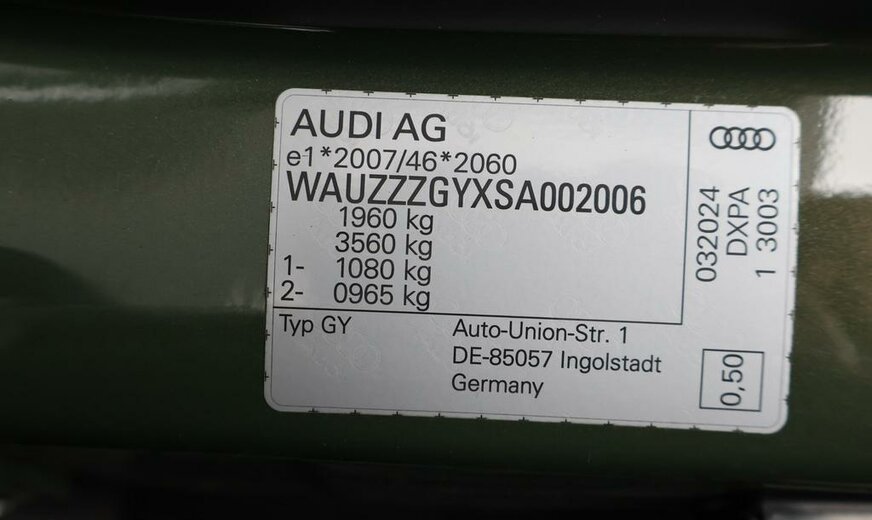 AUDI AG
e1*2007/46*2060
WAUZZZGYXSA002006
1960 kg
3560 kg
1- 1080 kg
2- 0965 kg
Typ GY
Auto-Union-Str. 1
DE-85057 Ingolstadt
Germany
032024
DXPA
1 3003
0,50